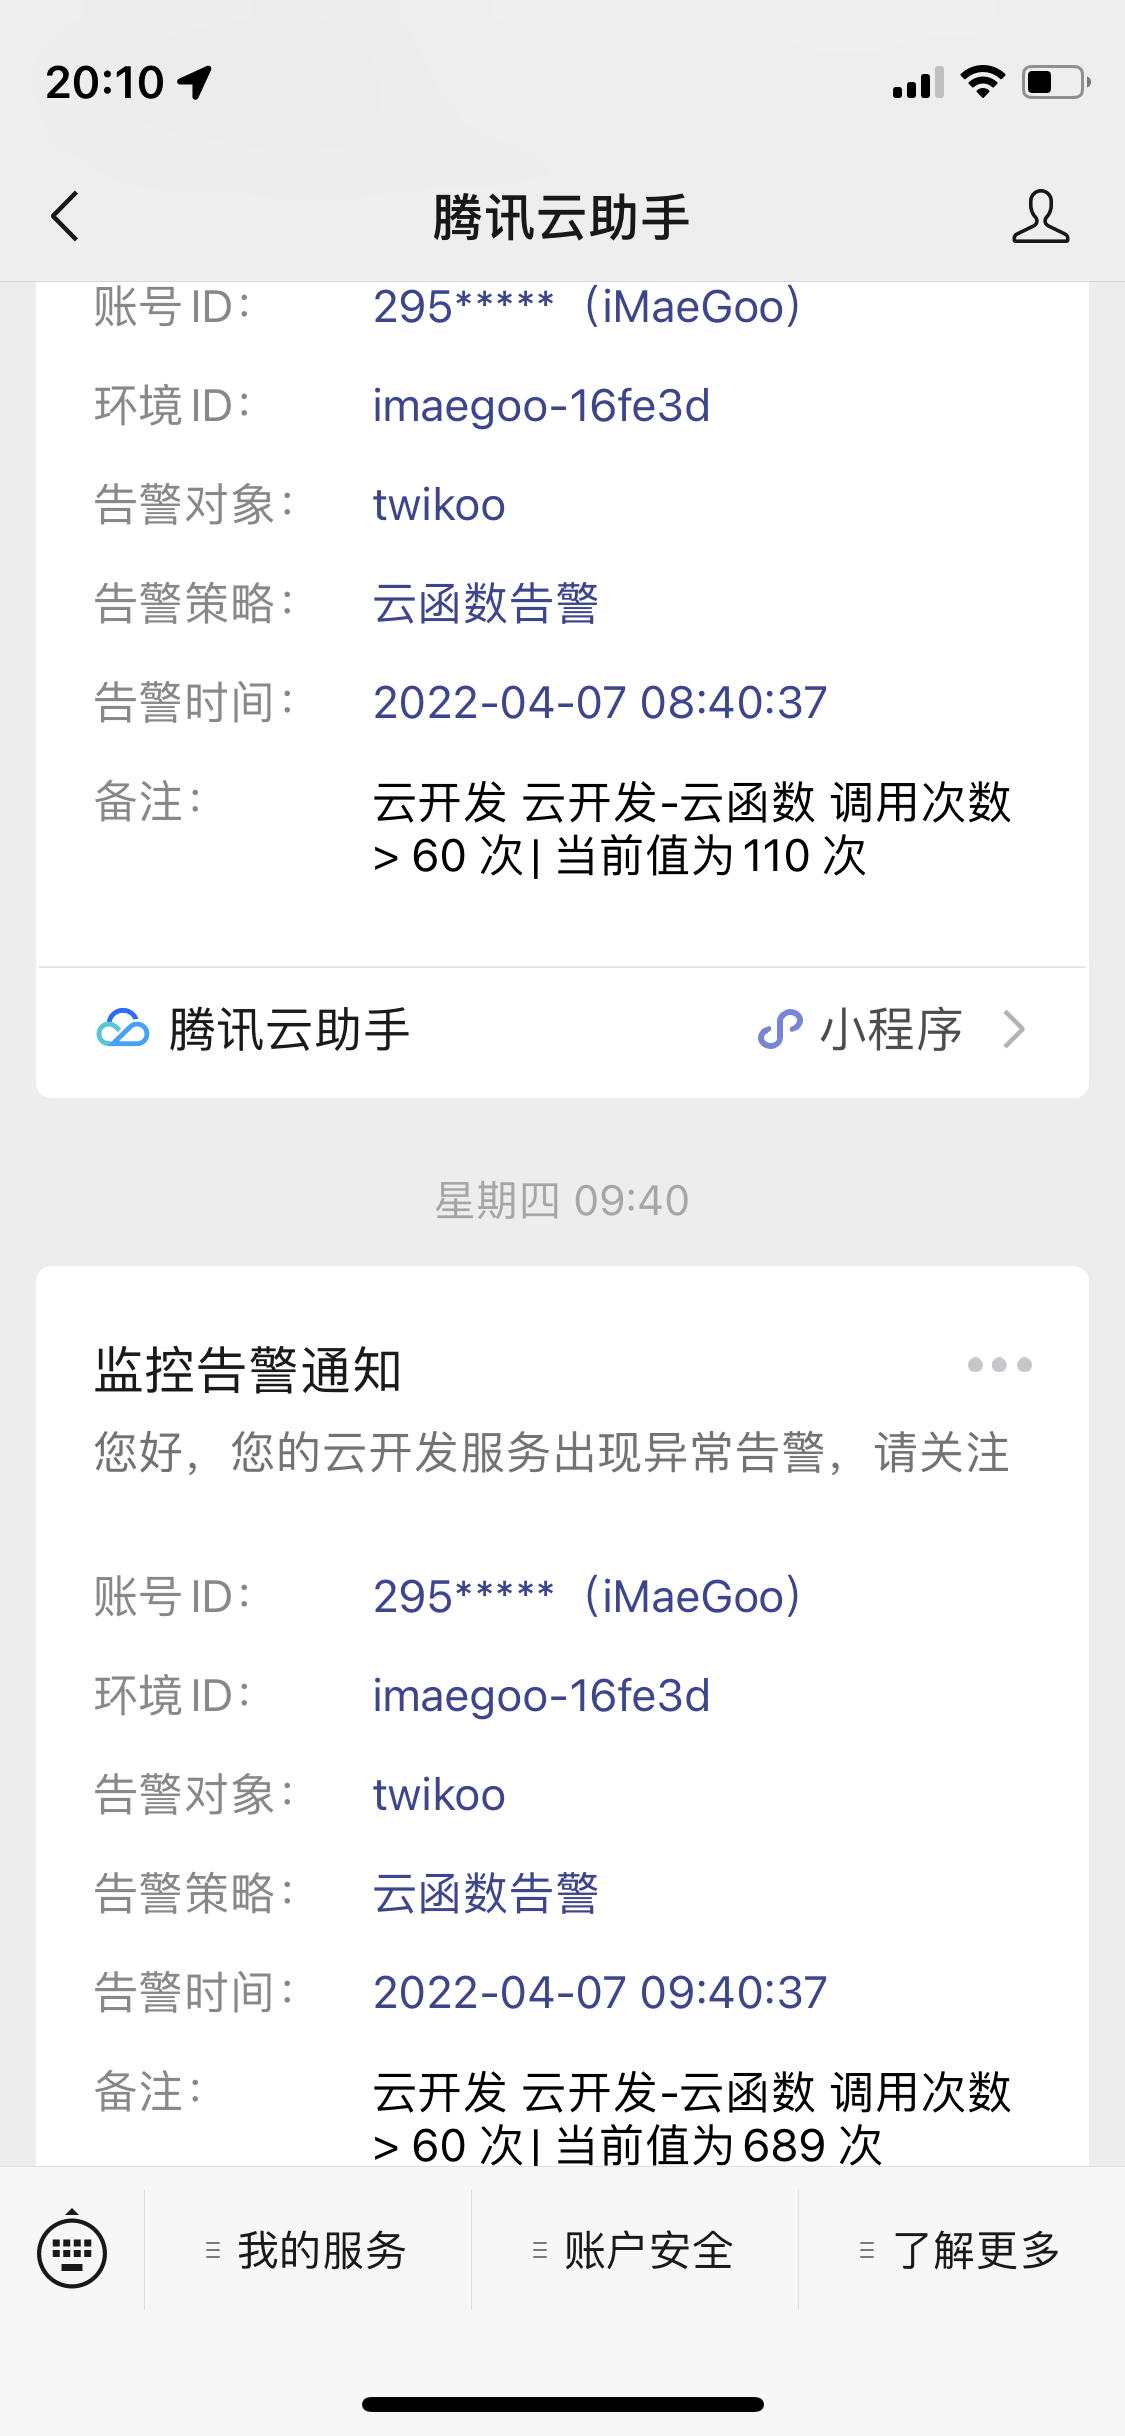 20:10
腾讯云助手
账号 ID： 295*****（iMaeGoo）
环境 ID： imaegoo-16fe3d
告警对象： twikoo
告警策略： 云函数告警
告警时间： 2022-04-07 08:40:37
备注： 云开发 云开发-云函数 调用次数
> 60 次 | 当前值为 110 次
腾讯云助手 小程序
星期四 09:40
监控告警通知
您好，您的云开发服务出现异常告警，请关注
账号 ID： 295*****（iMaeGoo）
环境 ID： imaegoo-16fe3d
告警对象： twikoo
告警策略： 云函数告警
告警时间： 2022-04-07 09:40:37
备注： 云开发 云开发-云函数 调用次数
> 60 次 | 当前值为 689 次
我的服务 账户安全 了解更多